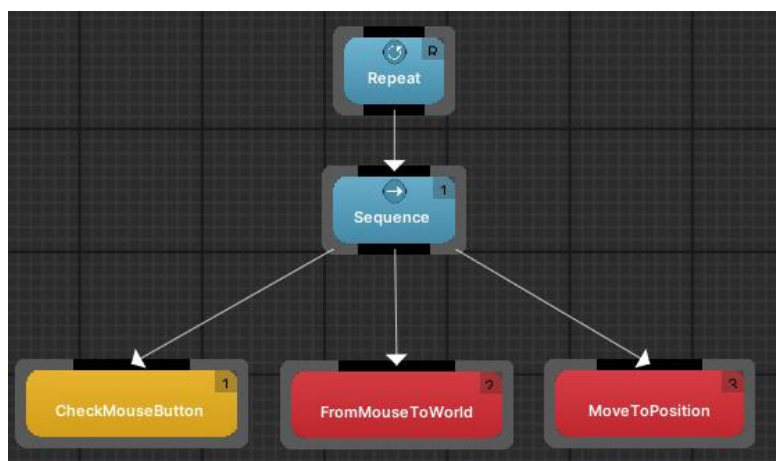 R
Repeat
1
Sequence
1
CheckMouseButton
2
FromMouseToWorld
3
MoveToPosition